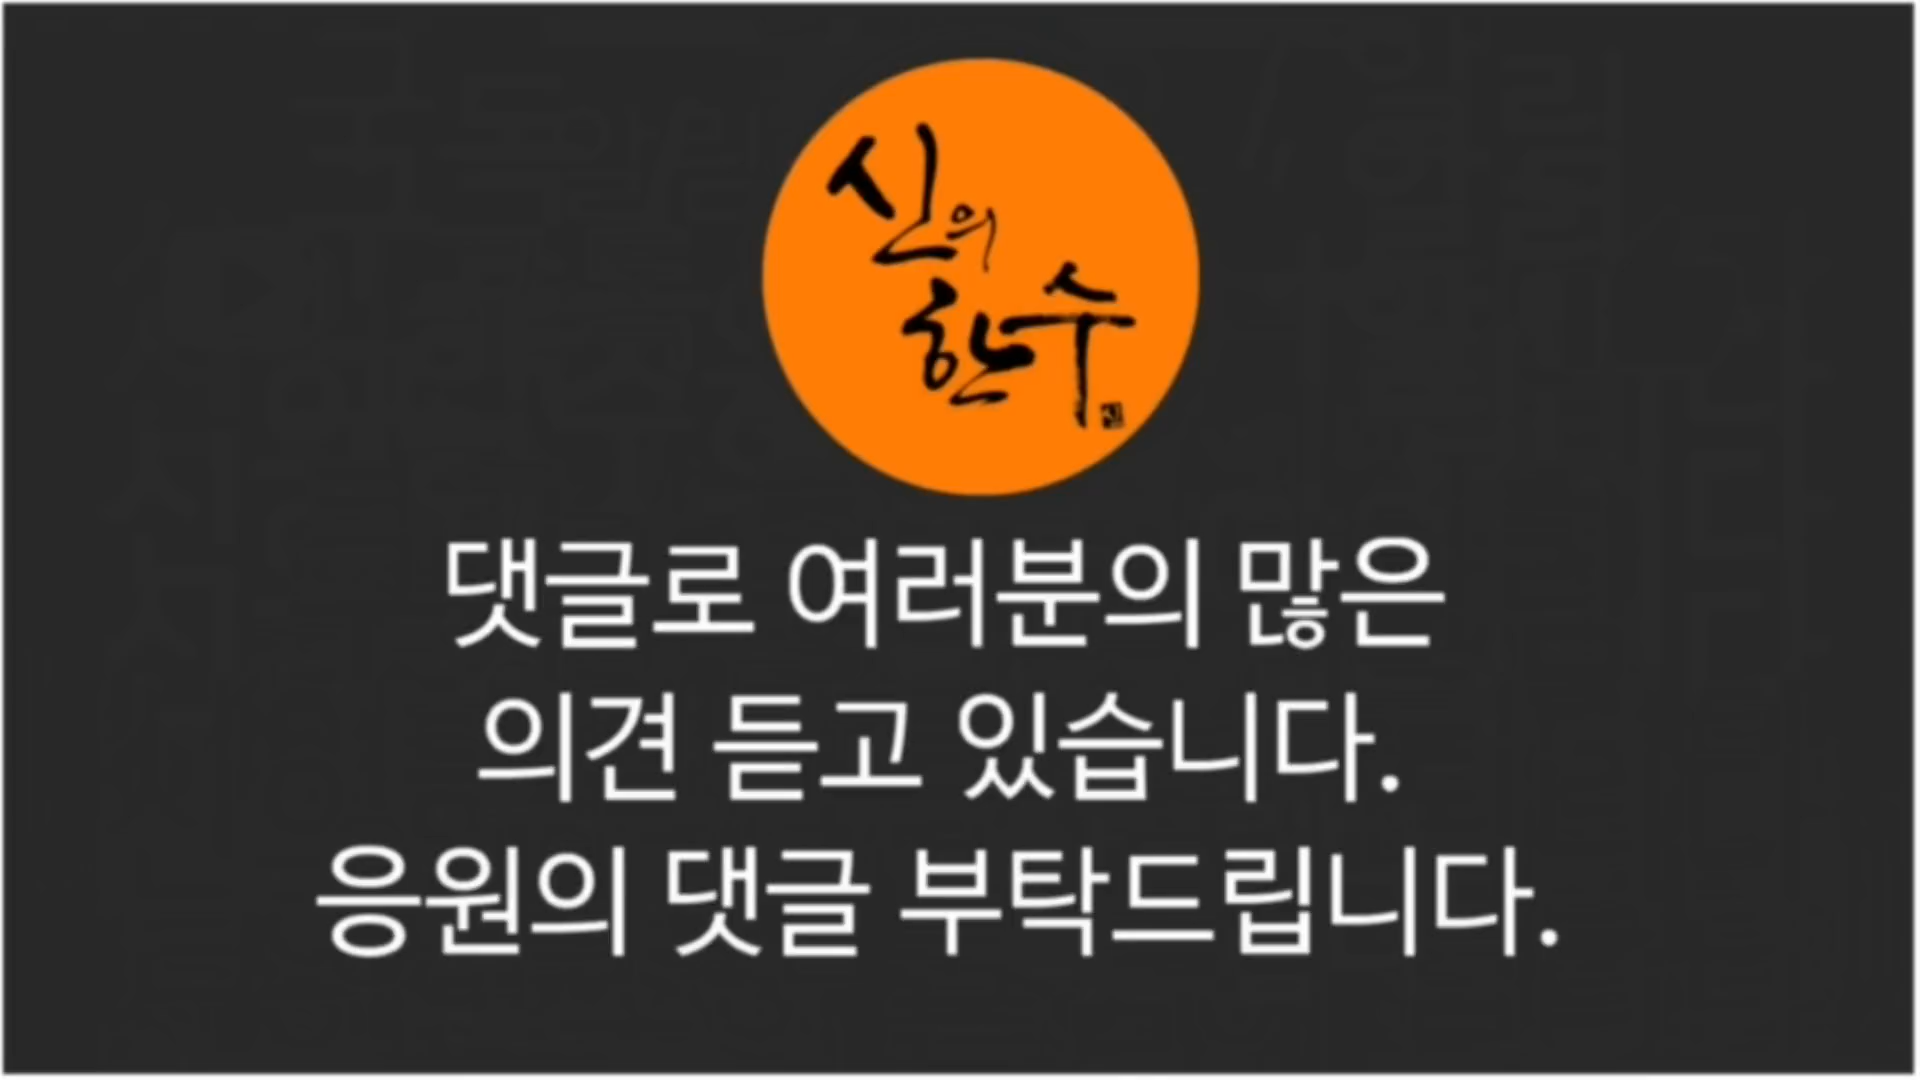 신의
한수
댓글로 여러분의 많은
의견 듣고 있습니다.
응원의 댓글 부탁드립니다.